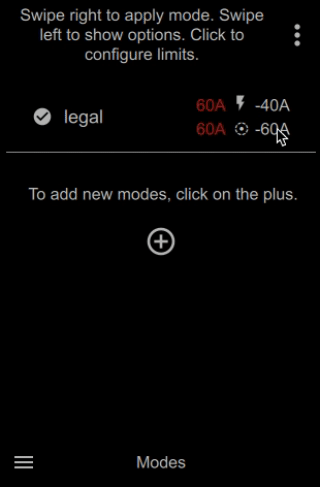 Swipe right to apply mode. Swipe
left to show options. Click to
configure limits.
legal
60A -40A
60A -60A
To add new modes, click on the plus.
Modes